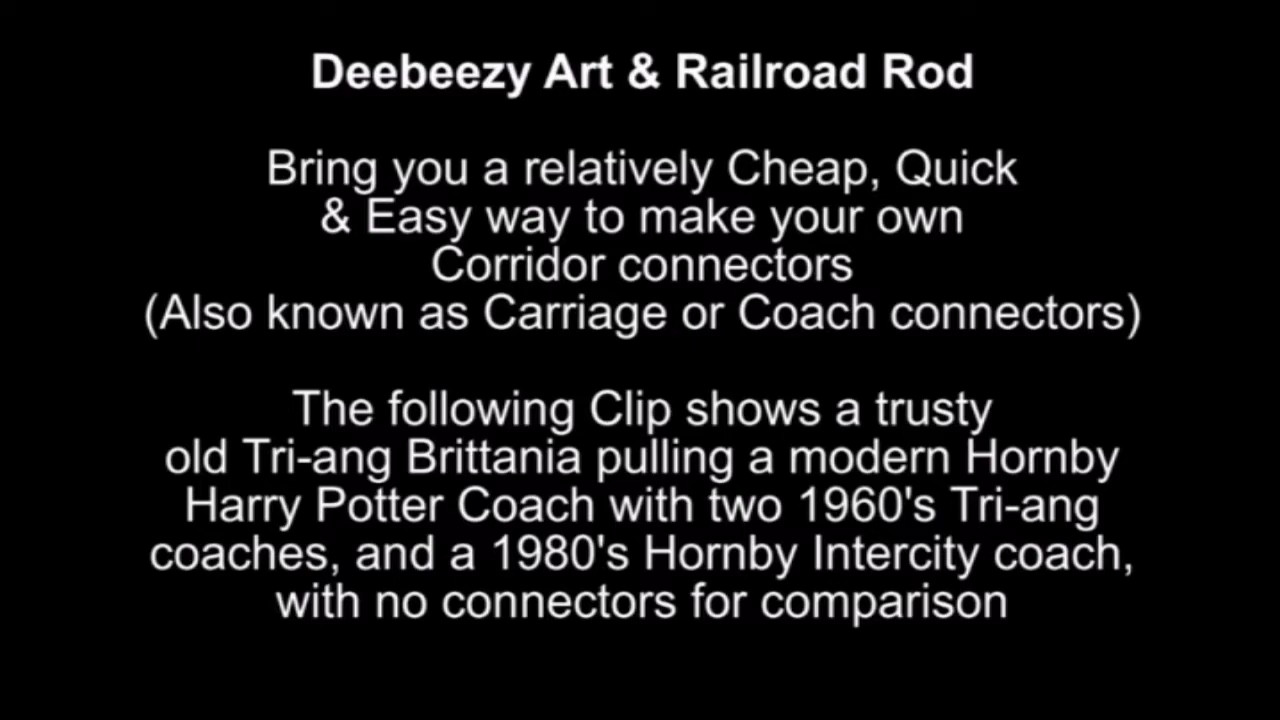 Deebeezy Art & Railroad Rod
Bring you a relatively Cheap, Quick
& Easy way to make your own
Corridor connectors
(Also known as Carriage or Coach connectors)
The following Clip shows a trusty
old Tri-ang Brittania pulling a modern Hornby
Harry Potter Coach with two 1960's Tri-ang
coaches, and a 1980's Hornby Intercity coach,
with no connectors for comparison